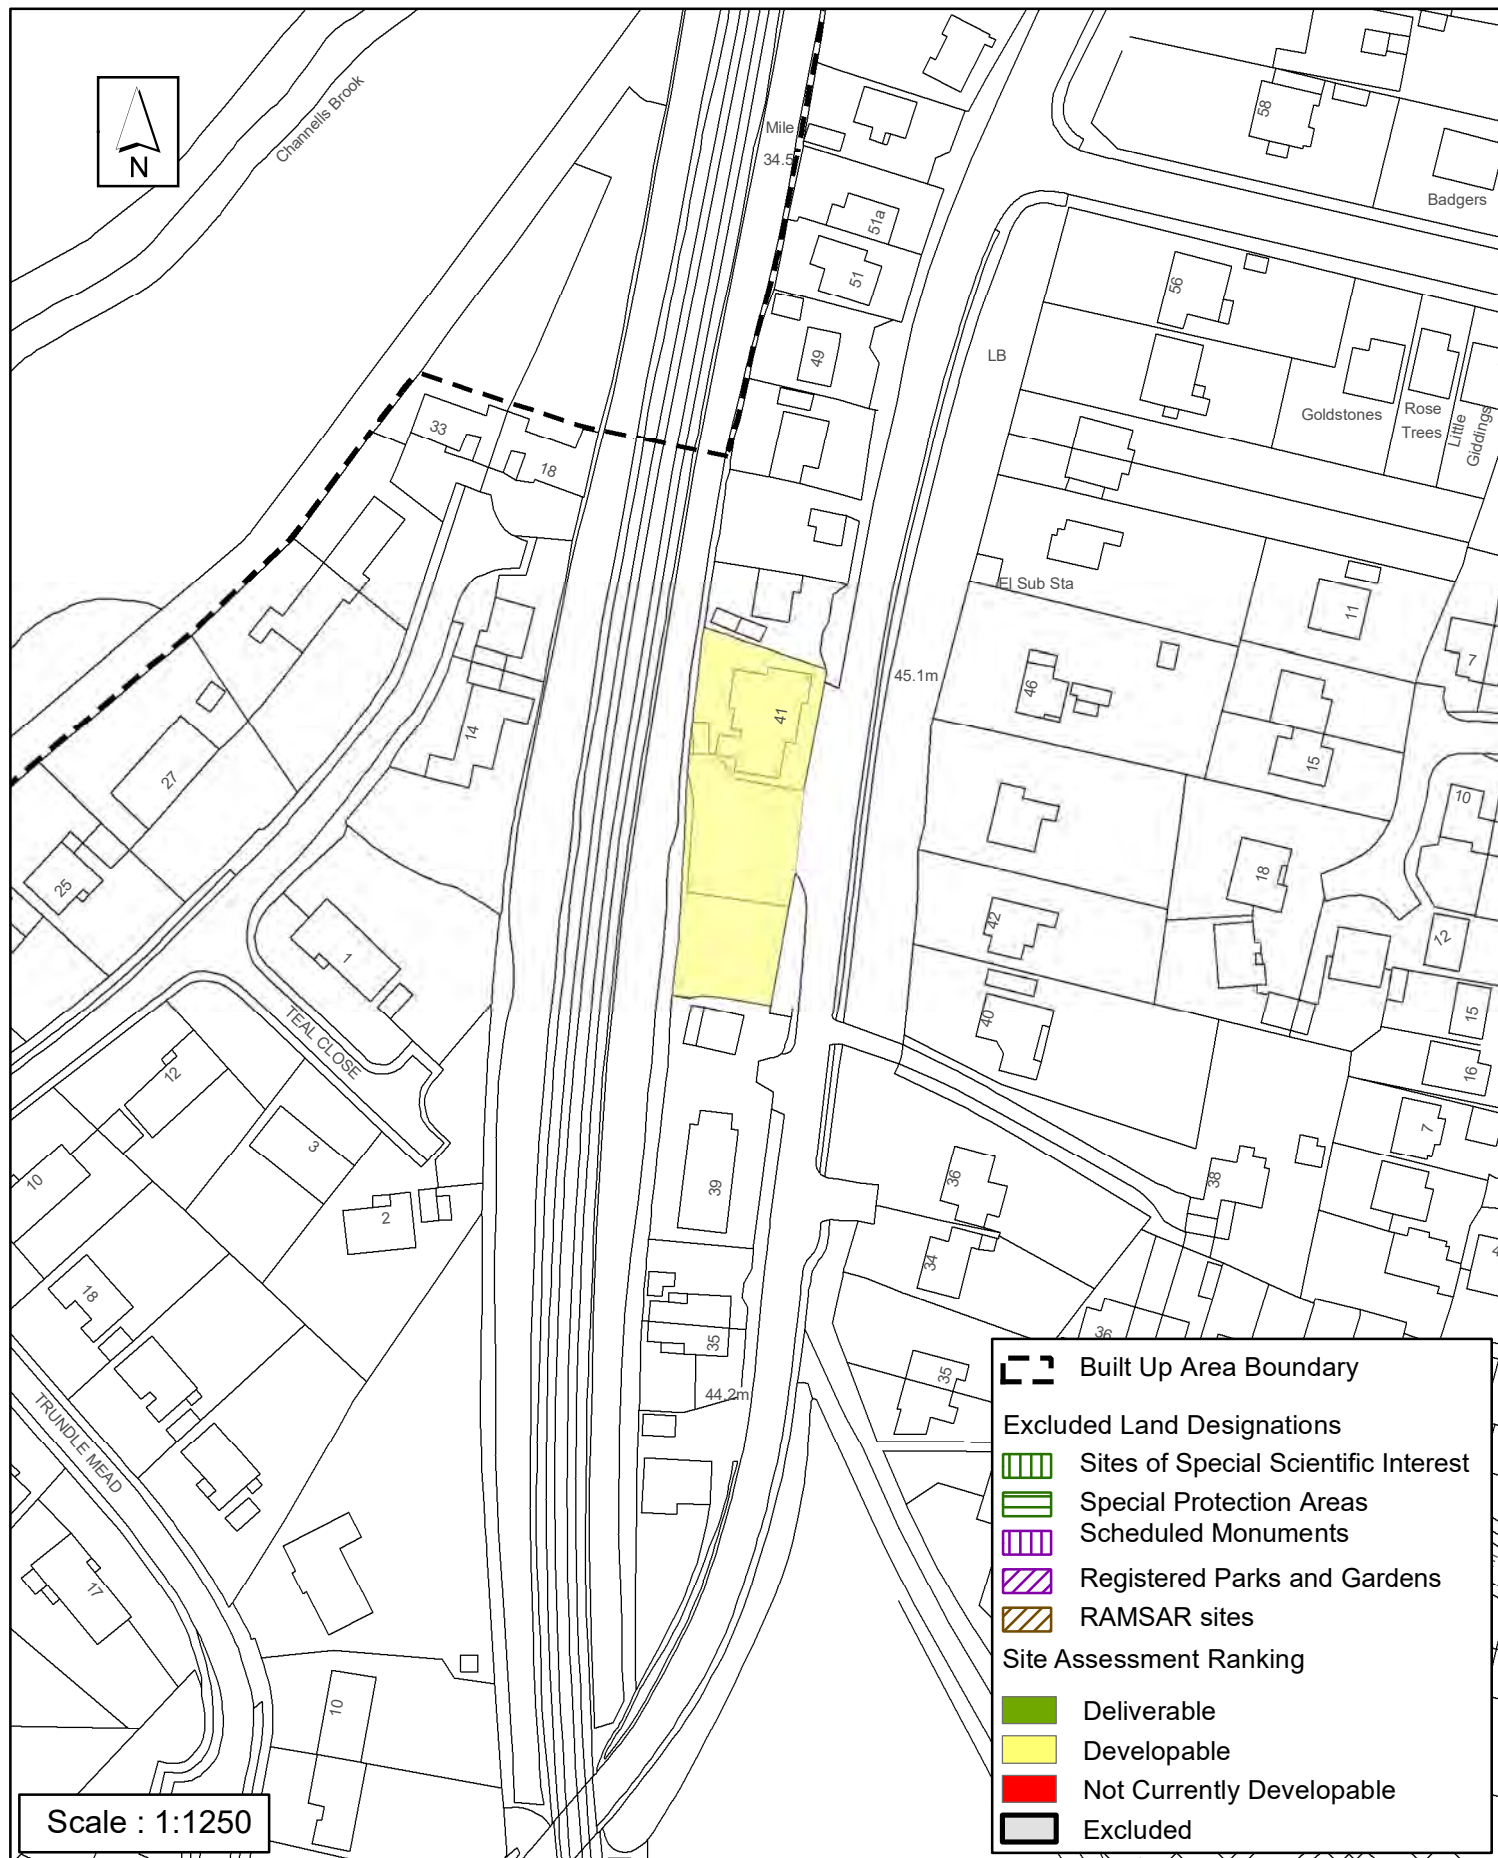 N
Channells Brook
Mile
34.5
58
Badgers
51a
51
56
49
LB
Goldstones
Rose
Trees
Little
Giddings
33
18
El Sub Sta
11
7
45.1m
46
41
14
15
27
10
25
18
42
12
1
40
15
TEAL CLOSE
16
12
3
7
36
38
39
10
2
34
4
18
35
36
35
44.2m
TRUNDLE MEAD
17
10
Built Up Area Boundary
Excluded Land Designations
Sites of Special Scientific Interest
Special Protection Areas
Scheduled Monuments
Registered Parks and Gardens
RAMSAR sites
Site Assessment Ranking
Deliverable
Developable
Not Currently Developable
Excluded
Scale : 1:1250